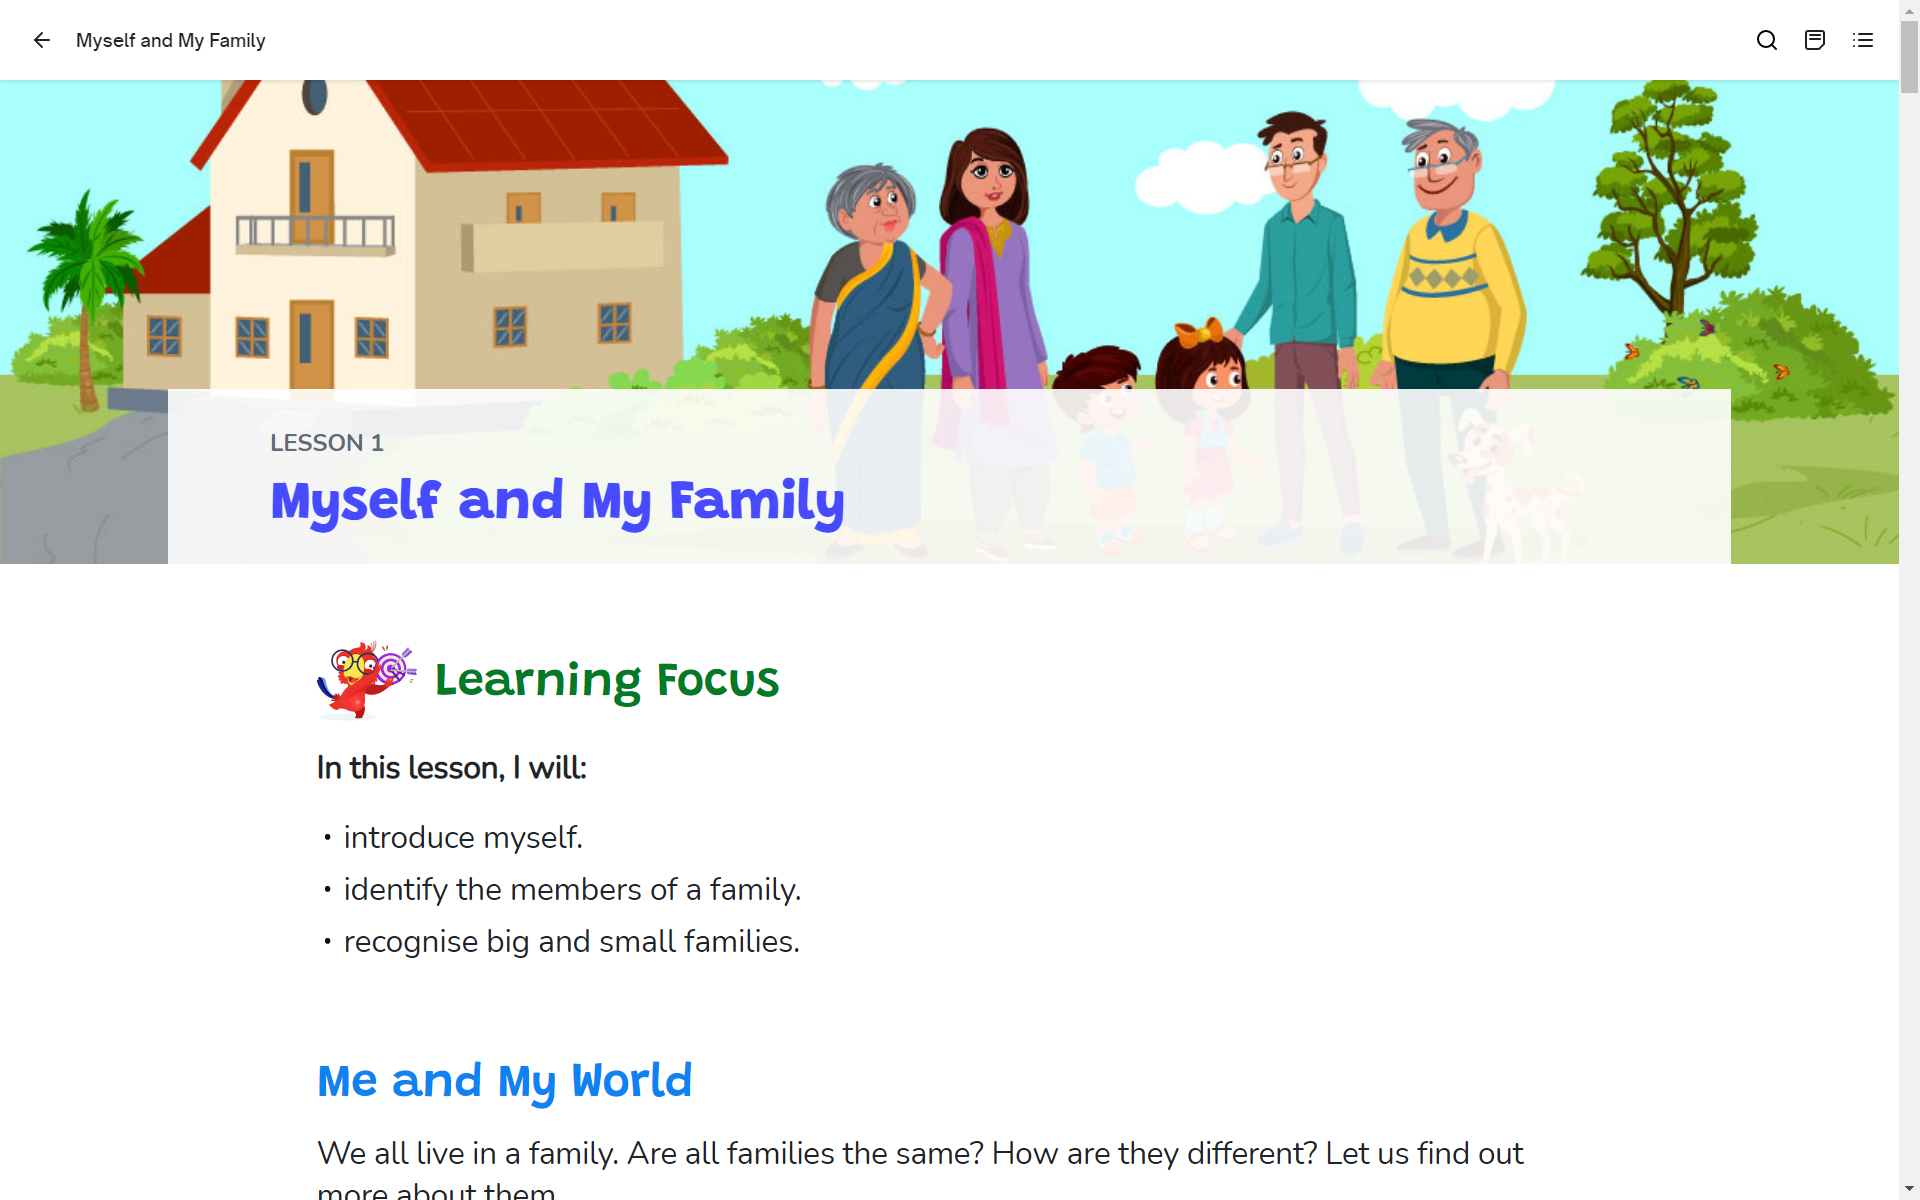 Myself and My Family
LESSON 1
Myself and My Family
Learning Focus
In this lesson, I will:
• introduce myself.
• identify the members of a family.
• recognise big and small families.
Me and My World
We all live in a family. Are all families the same? How are they different? Let us find out
more about them